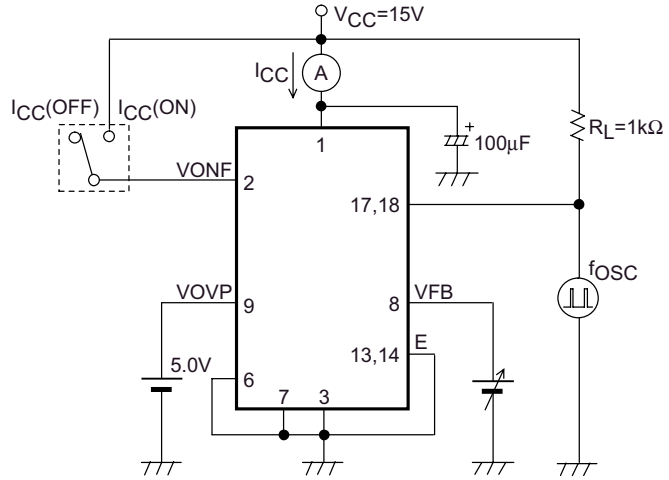 VCC=15V
ICC
A
ICC(OFF)
ICC(ON)
+
100μF
RL=1kΩ
1
VONF
2
17,18
fOSC
VOVP
9
8
VFB
5.0V
6
13,14
E
7
3